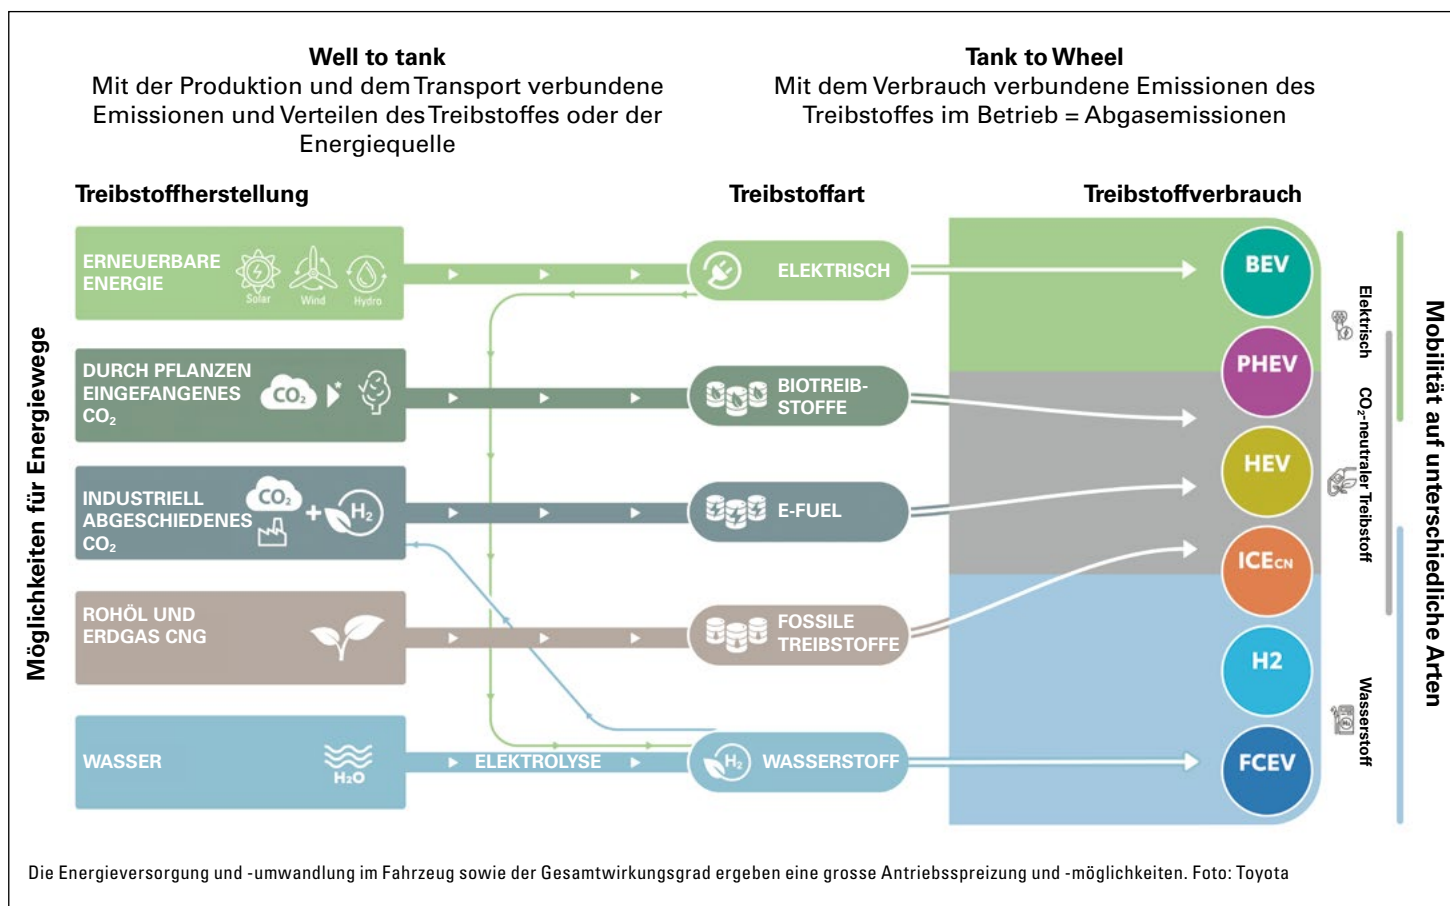 Well to tank
Mit der Produktion und dem Transport verbundene
Emissionen und Verteilen des Treibstoffes oder der
Energiequelle
Tank to Wheel
Mit dem Verbrauch verbundene Emissionen des
Treibstoffes im Betrieb = Abgasemissionen
Treibstoffherstellung
Treibstoffart
Treibstoffverbrauch
Möglichkeiten für Energiewege
ERNEUERBARE
ENERGIE
Solar
Wind
Hydro
ELEKTRISCH
BEV
DURCH PFLANZEN
EINGEFANGENES
CO₂
CO₂
*
BIOTREIB-
STOFFE
PHEV
INDUSTRIELL
ABGESCHIEDENES
CO₂
CO₂
+
H₂
E-FUEL
HEV
ROHÖL UND
ERDGAS CNG
FOSSILE
TREIBSTOFFE
ICECN
H2
WASSER
H₂O
ELEKTROLYSE
H₂
WASSERSTOFF
FCEV
Elektrisch
CO₂-neutraler Treibstoff
Wasserstoff
H₂
Mobilität auf unterschiedliche Arten
Die Energieversorgung und -umwandlung im Fahrzeug sowie der Gesamtwirkungsgrad ergeben eine grosse Antriebsspreizung und -möglichkeiten. Foto: Toyota